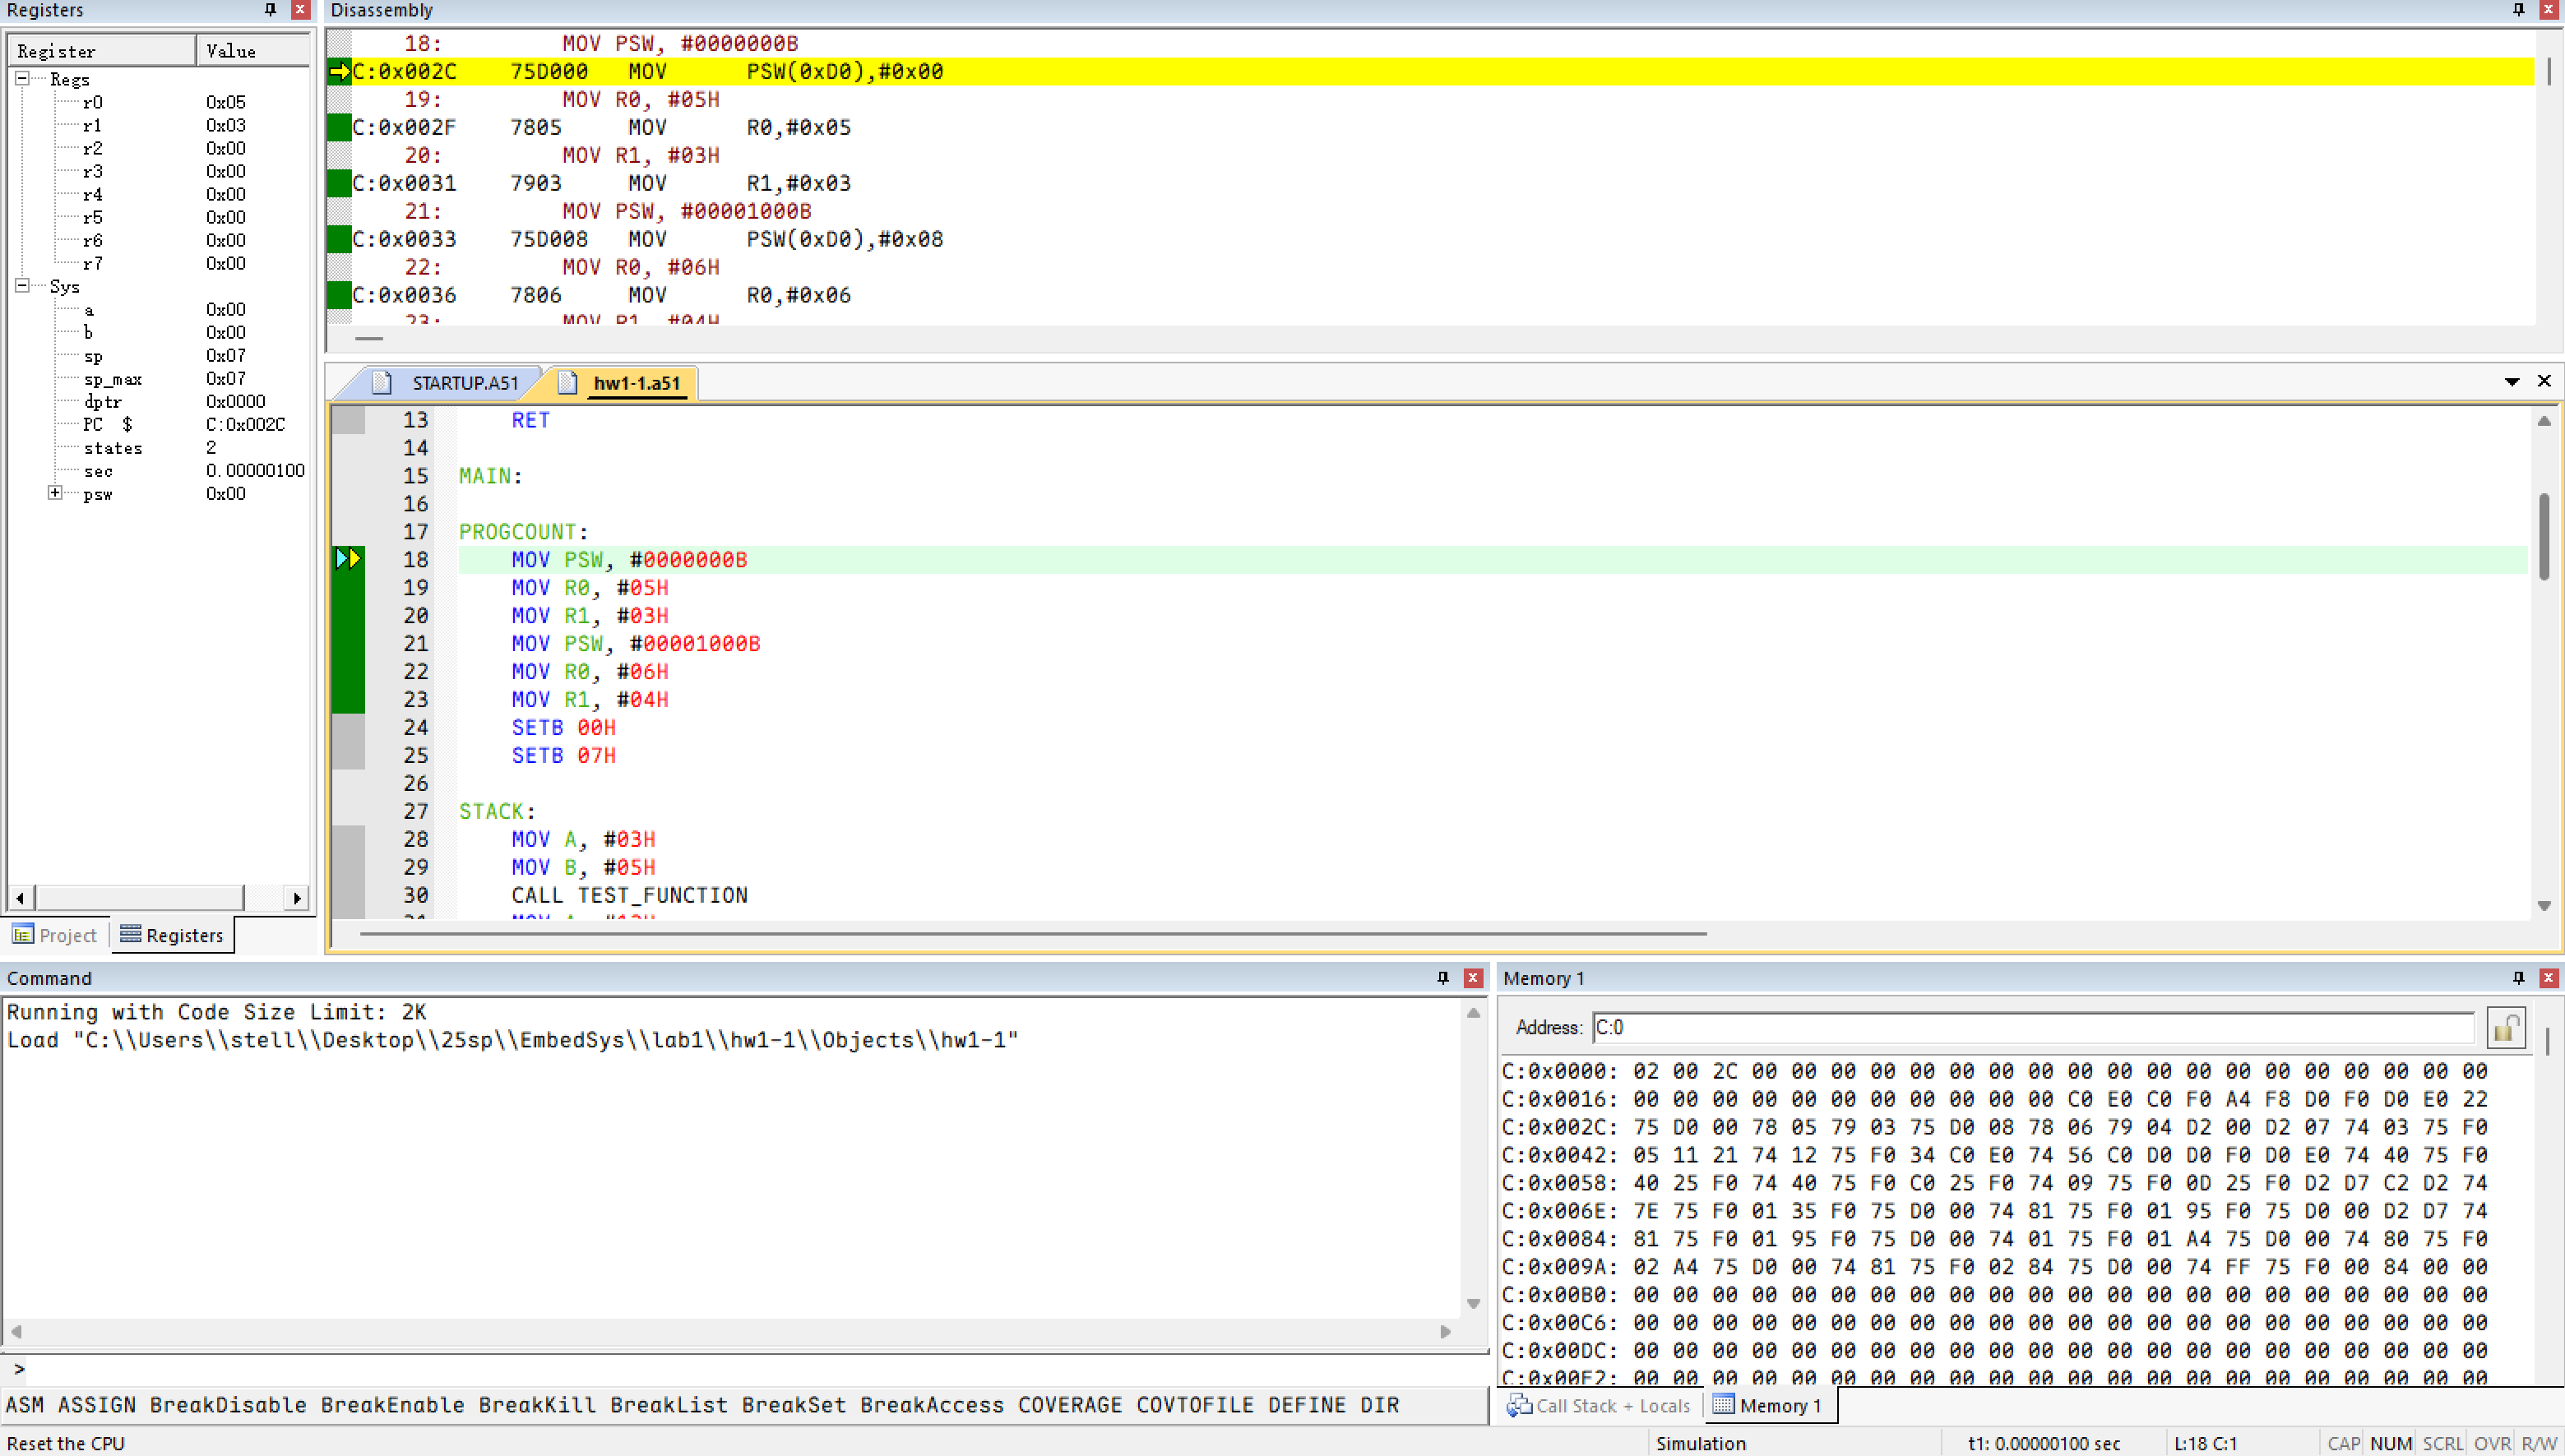 Registers
Register Value
Regs
r0 0x05
r1 0x03
r2 0x00
r3 0x00
r4 0x00
r5 0x00
r6 0x00
r7 0x00
Sys
a 0x00
b 0x00
sp 0x07
sp_max 0x07
dptr 0x0000
PC $ C:0x002C
states 2
sec 0.00000100
psw 0x00
Project Registers
Disassembly
18: MOV PSW, #0000000B
C:0x002C 75D000 MOV PSW(0xD0),#0x00
19: MOV R0, #05H
C:0x002F 7805 MOV R0,#0x05
20: MOV R1, #03H
C:0x0031 7903 MOV R1,#0x03
21: MOV PSW, #00001000B
C:0x0033 75D008 MOV PSW(0xD0),#0x08
22: MOV R0, #06H
C:0x0036 7806 MOV R0,#0x06
23: MOV R1, #04H
STARTUP.A51 hw1-1.a51
13 RET
14
15 MAIN:
16
17 PROGCOUNT:
18 MOV PSW, #0000000B
19 MOV R0, #05H
20 MOV R1, #03H
21 MOV PSW, #00001000B
22 MOV R0, #06H
23 MOV R1, #04H
24 SETB 00H
25 SETB 07H
26
27 STACK:
28 MOV A, #03H
29 MOV B, #05H
30 CALL TEST_FUNCTION
31 MOV A, #12H
Command
Running with Code Size Limit: 2K
Load "C:\\Users\\stell\\Desktop\\25sp\\EmbedSys\\lab1\\hw1-1\\Objects\\hw1-1"
>
ASM ASSIGN BreakDisable BreakEnable BreakKill BreakList BreakSet BreakAccess COVERAGE COVTOFILE DEFINE DIR
Memory 1
Address: C:0
C:0x0000: 02 00 2C 00 00 00 00 00 00 00 00 00 00 00 00 00 00 00 00 00 00 00
C:0x0016: 00 00 00 00 00 00 00 00 00 00 00 C0 E0 C0 F0 A4 F8 D0 F0 D0 E0 22
C:0x002C: 75 D0 00 78 05 79 03 75 D0 08 78 06 79 04 D2 00 D2 07 74 03 75 F0
C:0x0042: 05 11 21 74 12 75 F0 34 C0 E0 74 56 C0 D0 D0 F0 D0 E0 74 40 75 F0
C:0x0058: 40 25 F0 74 40 75 F0 C0 25 F0 74 09 75 F0 0D 25 F0 D2 D7 C2 D2 74
C:0x006E: 7E 75 F0 01 35 F0 75 D0 00 74 81 75 F0 01 95 F0 75 D0 00 D2 D7 74
C:0x0084: 81 75 F0 01 95 F0 75 D0 00 74 01 75 F0 01 A4 75 D0 00 74 80 75 F0
C:0x009A: 02 A4 75 D0 00 74 81 75 F0 02 84 75 D0 00 74 FF 75 F0 00 84 00 00
C:0x00B0: 00 00 00 00 00 00 00 00 00 00 00 00 00 00 00 00 00 00 00 00 00 00
C:0x00C6: 00 00 00 00 00 00 00 00 00 00 00 00 00 00 00 00 00 00 00 00 00 00
C:0x00DC: 00 00 00 00 00 00 00 00 00 00 00 00 00 00 00 00 00 00 00 00 00 00
C:0x00F2: 00 00 00 00 00 00 00 00 00 00 00 00 00 00 00 00 00 00 00 00 00 00
Call Stack + Locals Memory 1
Reset the CPU Simulation t1: 0.00000100 sec L:18 C:1 CAP NUM SCRL OVR R/W